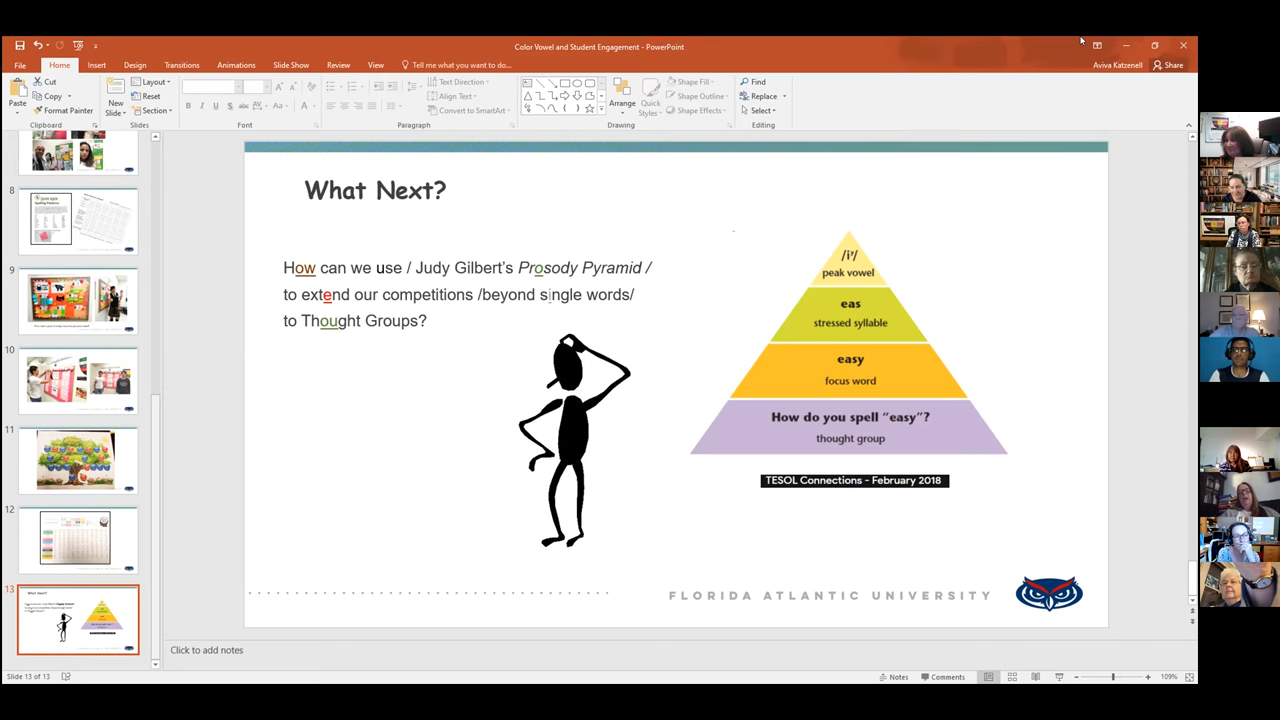 Color Vowel and Student Engagement - PowerPoint
File Home Insert Design Transitions Animations Slide Show Review View Tell me what you want to do... Aviva Katzenell Share
Paste
Cut
Copy
Format Painter
Clipboard
New Slide
Layout
Reset
Section
Slides
Font
Text Direction
Align Text
Convert to SmartArt
Paragraph
Arrange
Quick Styles
Shape Fill
Shape Outline
Shape Effects
Drawing
Find
Replace
Select
Editing
8
9
10
11
12
13
What Next?
How can we use / Judy Gilbert's Prosody Pyramid /
to extend our competitions /beyond single words/
to Thought Groups?
/iʸ/
peak vowel
eas
stressed syllable
easy
focus word
How do you spell “easy”?
thought group
TESOL Connections - February 2018
FLORIDA ATLANTIC UNIVERSITY
Click to add notes
Slide 13 of 13 Notes Comments 109%